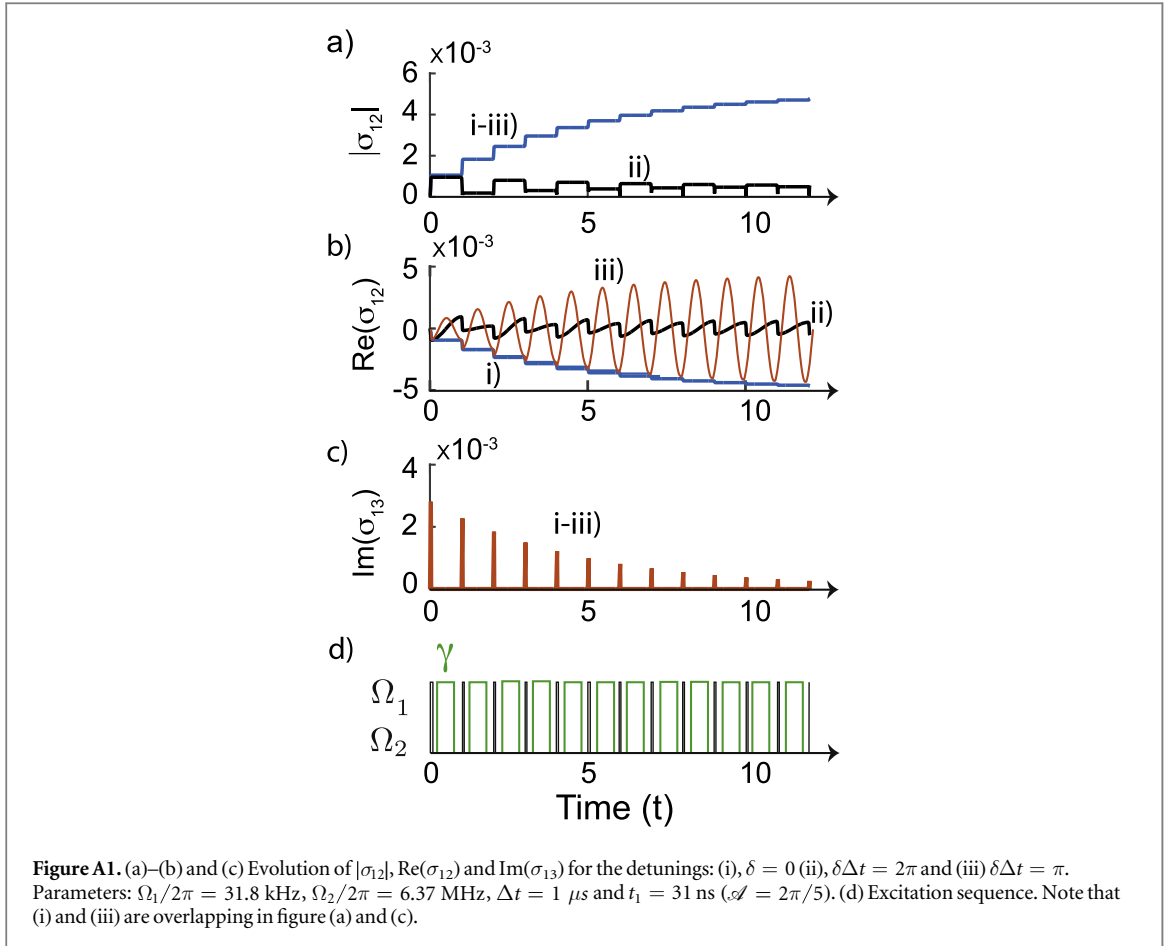 a)
x10⁻³
6
4
2
0
|σ₁₂|
i-iii)
ii)
0 5 10
b)
x10⁻³
5
0
-5
Re(σ₁₂)
iii)
ii)
i)
0 5 10
c)
x10⁻³
4
2
0
Im(σ₁₃)
i-iii)
0 5 10
d)
γ
Ω₁
Ω₂
0 5 10
Time (t)
Figure A1. (a)–(b) and (c) Evolution of |σ₁₂|, Re(σ₁₂) and Im(σ₁₃) for the detunings: (i), δ = 0 (ii), δΔt = 2π and (iii) δΔt = π.
Parameters: Ω₁/2π = 31.8 kHz, Ω₂/2π = 6.37 MHz, Δt = 1 μs and t₁ = 31 ns (𝒜 = 2π/5). (d) Excitation sequence. Note that
(i) and (iii) are overlapping in figure (a) and (c).